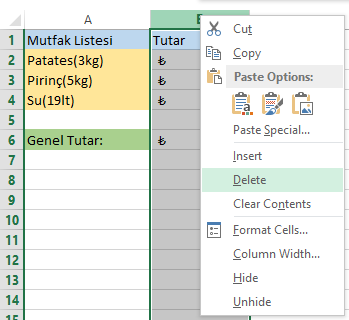 A
1 Mutfak Listesi Tutar
2 Patates(3kg) ₺
3 Pirinç(5kg) ₺
4 Su(19lt) ₺
5
6 Genel Tutar: ₺
7
8
9
10
11
12
Cut
Copy
Paste Options:
Paste Special...
Insert
Delete
Clear Contents
Format Cells...
Column Width...
Hide
Unhide